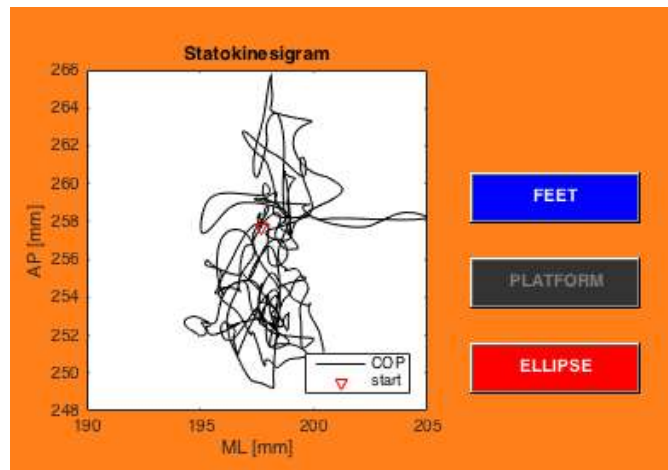 Statokinesigram
266
264
262
260
258
256
254
252
250
248
AP [mm]
190
195
200
205
ML [mm]
COP
start
FEET
PLATFORM
ELLIPSE